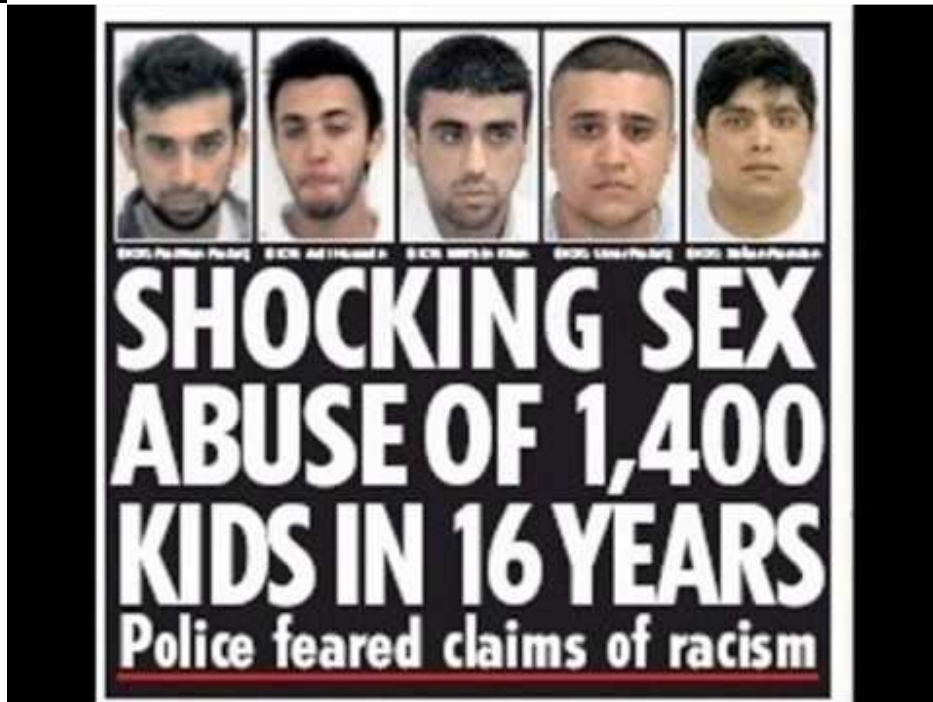 SHOCKING SEX
ABUSE OF 1,400
KIDS IN 16 YEARS
Police feared claims of racism